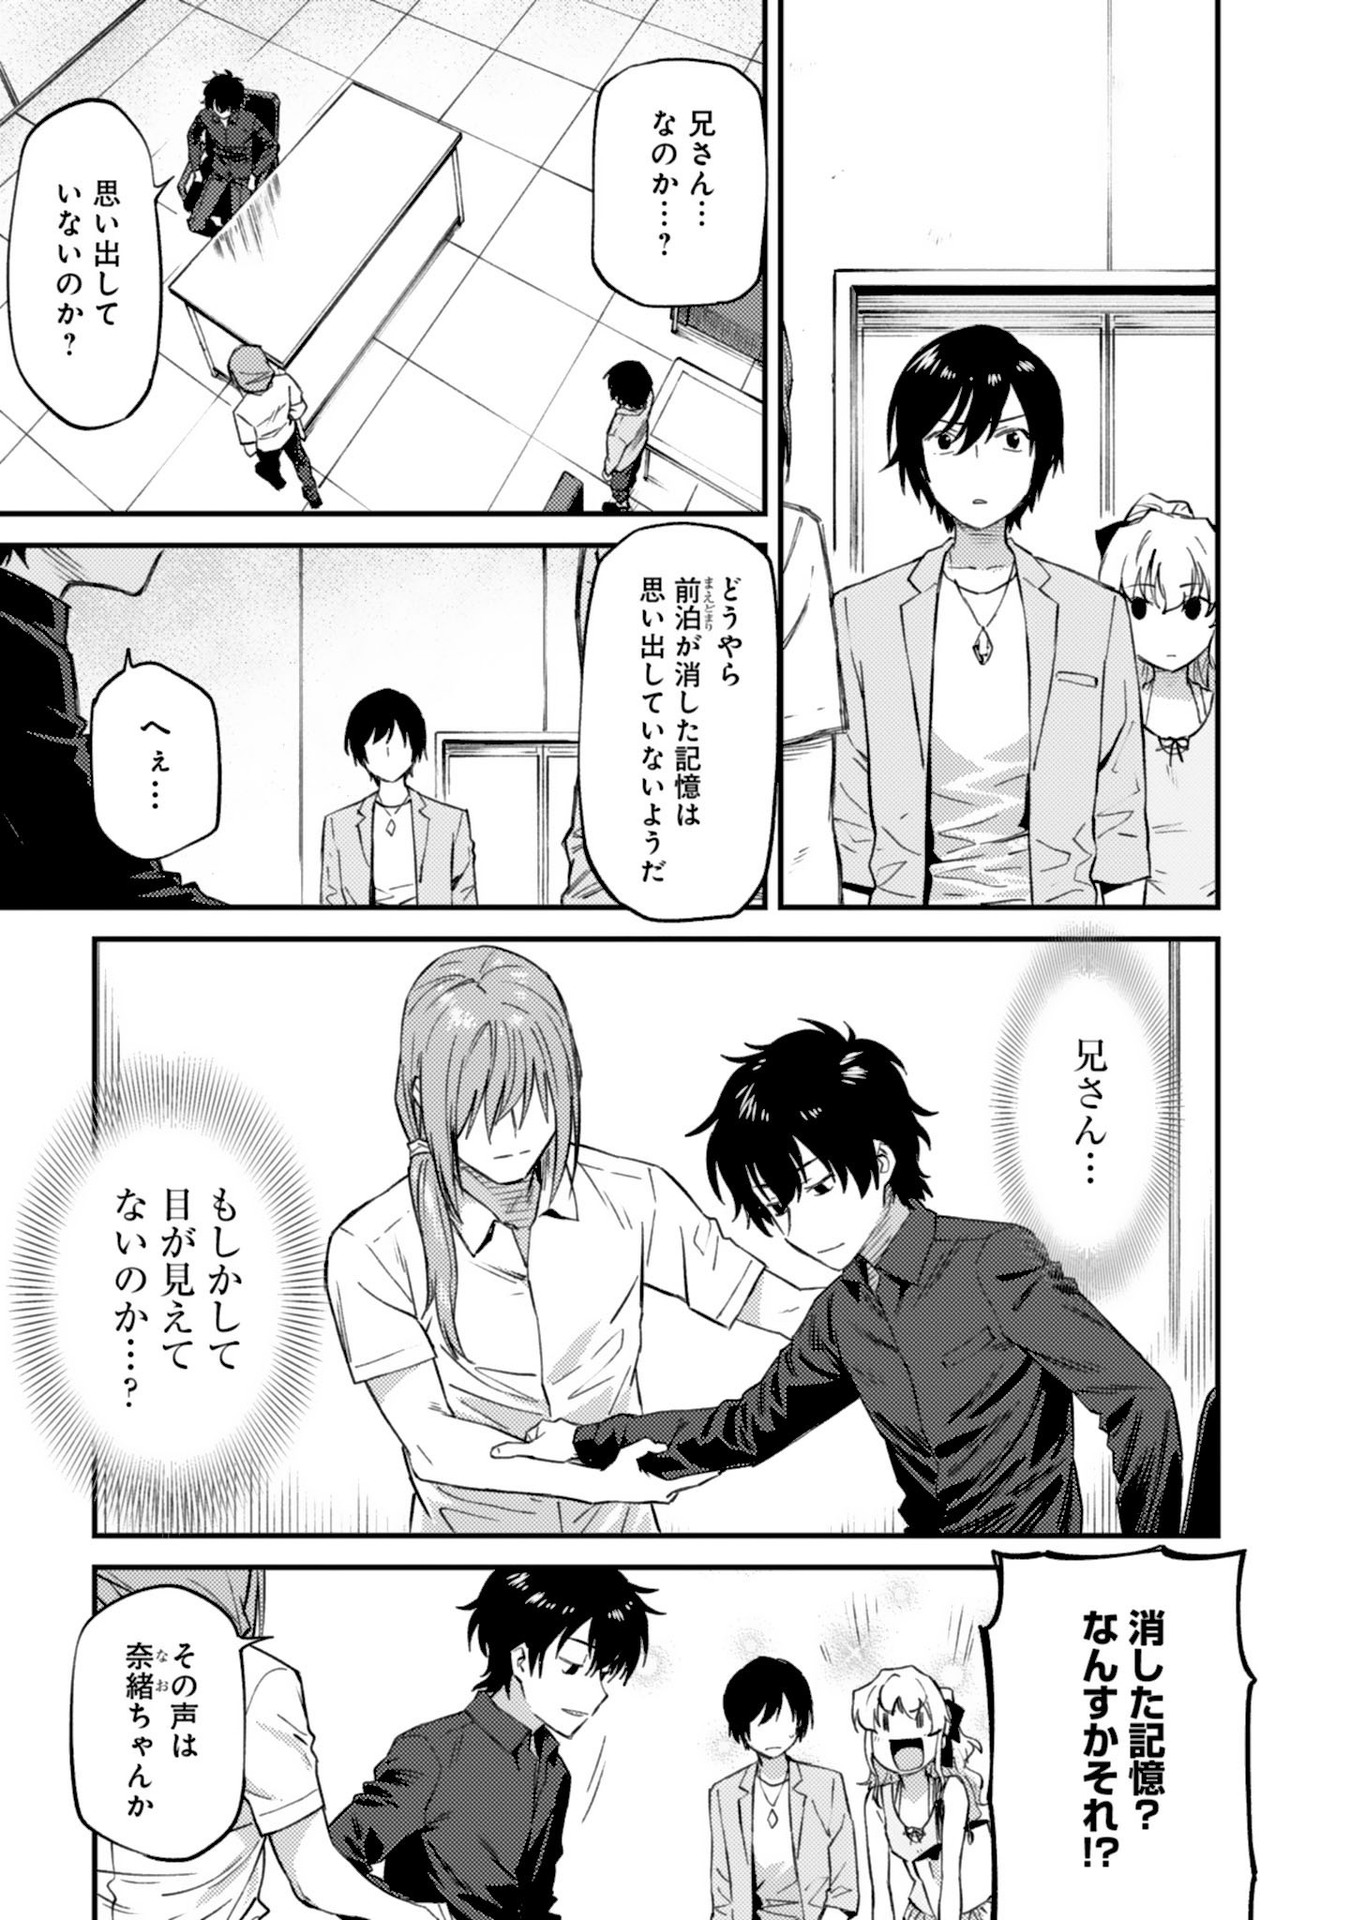 兄さん…
なのか…?
思い出して
いないのか?
どうやら
前泊が消した記憶は
まえどまり
思い出していないようだ
へぇ…
兄さん…
もしかして
目が見えて
ないのか…?
消した記憶?
なんすかそれ!?
その声は
奈緒ちゃんか
なお